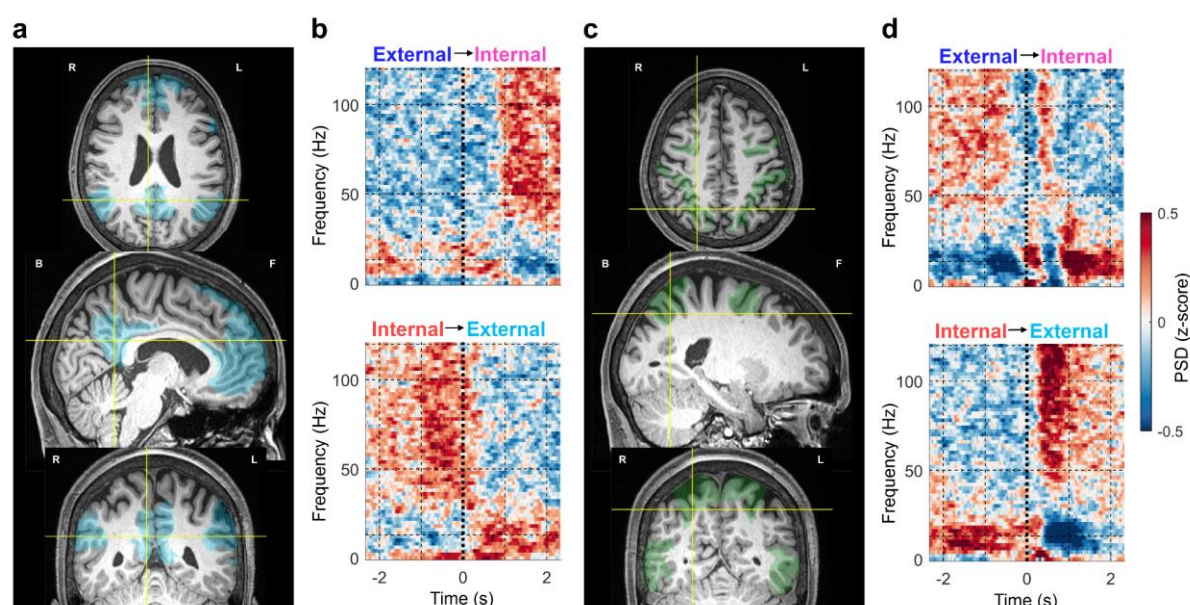 a
R L
B F
R L
b
External→Internal
Frequency (Hz)
100
50
0
Internal→External
Frequency (Hz)
100
50
0
-2 0 2
Time (s)
c
R L
B F
R L
d
External→Internal
Frequency (Hz)
100
50
0
Internal→External
Frequency (Hz)
100
50
0
-2 0 2
Time (s)
0.5
0
-0.5
PSD (z-score)